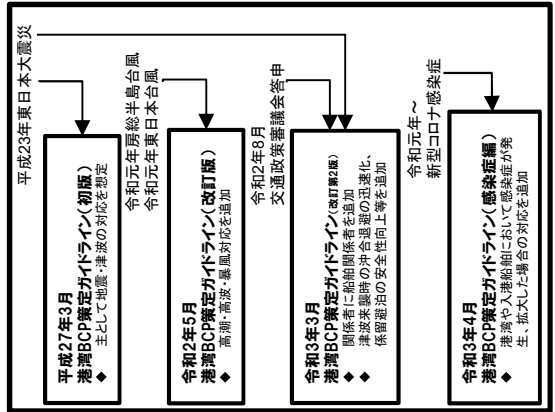 平成23年東日本大震災
平成27年3月
港湾BCP策定ガイドライン(初版)
◆ 主として地震・津波の対応を想定
令和元年房総半島台風
令和元年東日本台風
令和2年5月
港湾BCP策定ガイドライン(改訂版)
◆ 高潮・高波・暴風対応を追加
令和2年8月
交通政策審議会答申
令和3年3月
港湾BCP策定ガイドライン(改訂第2版)
◆ 関係者に船舶関係者を追加
◆ 津波来襲時の沖合退避の迅速化、
係留避泊の安全性向上等を追加
令和元年～
新型コロナ感染症
令和3年4月
港湾BCP策定ガイドライン(感染症編)
◆ 港湾や入港船舶において感染症が発
生、拡大した場合の対応を追加